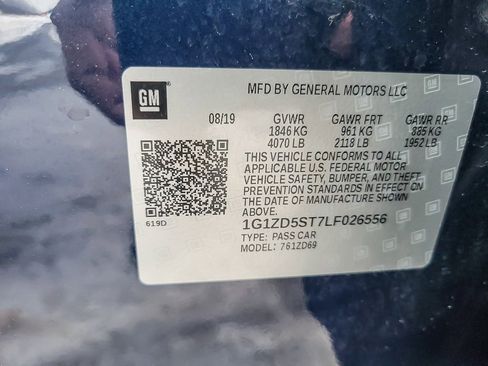 GM
MFD BY GENERAL MOTORS LLC
08/19 GVWR GAWR FRT GAWR RR
1846 KG 961 KG 885 KG
4070 LB 2118 LB 1952 LB
THIS VEHICLE CONFORMS TO ALL
APPLICABLE U.S. FEDERAL MOTOR
VEHICLE SAFETY, BUMPER, AND THEFT
PREVENTION STANDARDS IN EFFECT
ON THE DATE OF MANUFACTURE SHOWN
ABOVE.
1G1ZD5ST7LF026556
TYPE: PASS CAR
MODEL: 761ZD69
619D